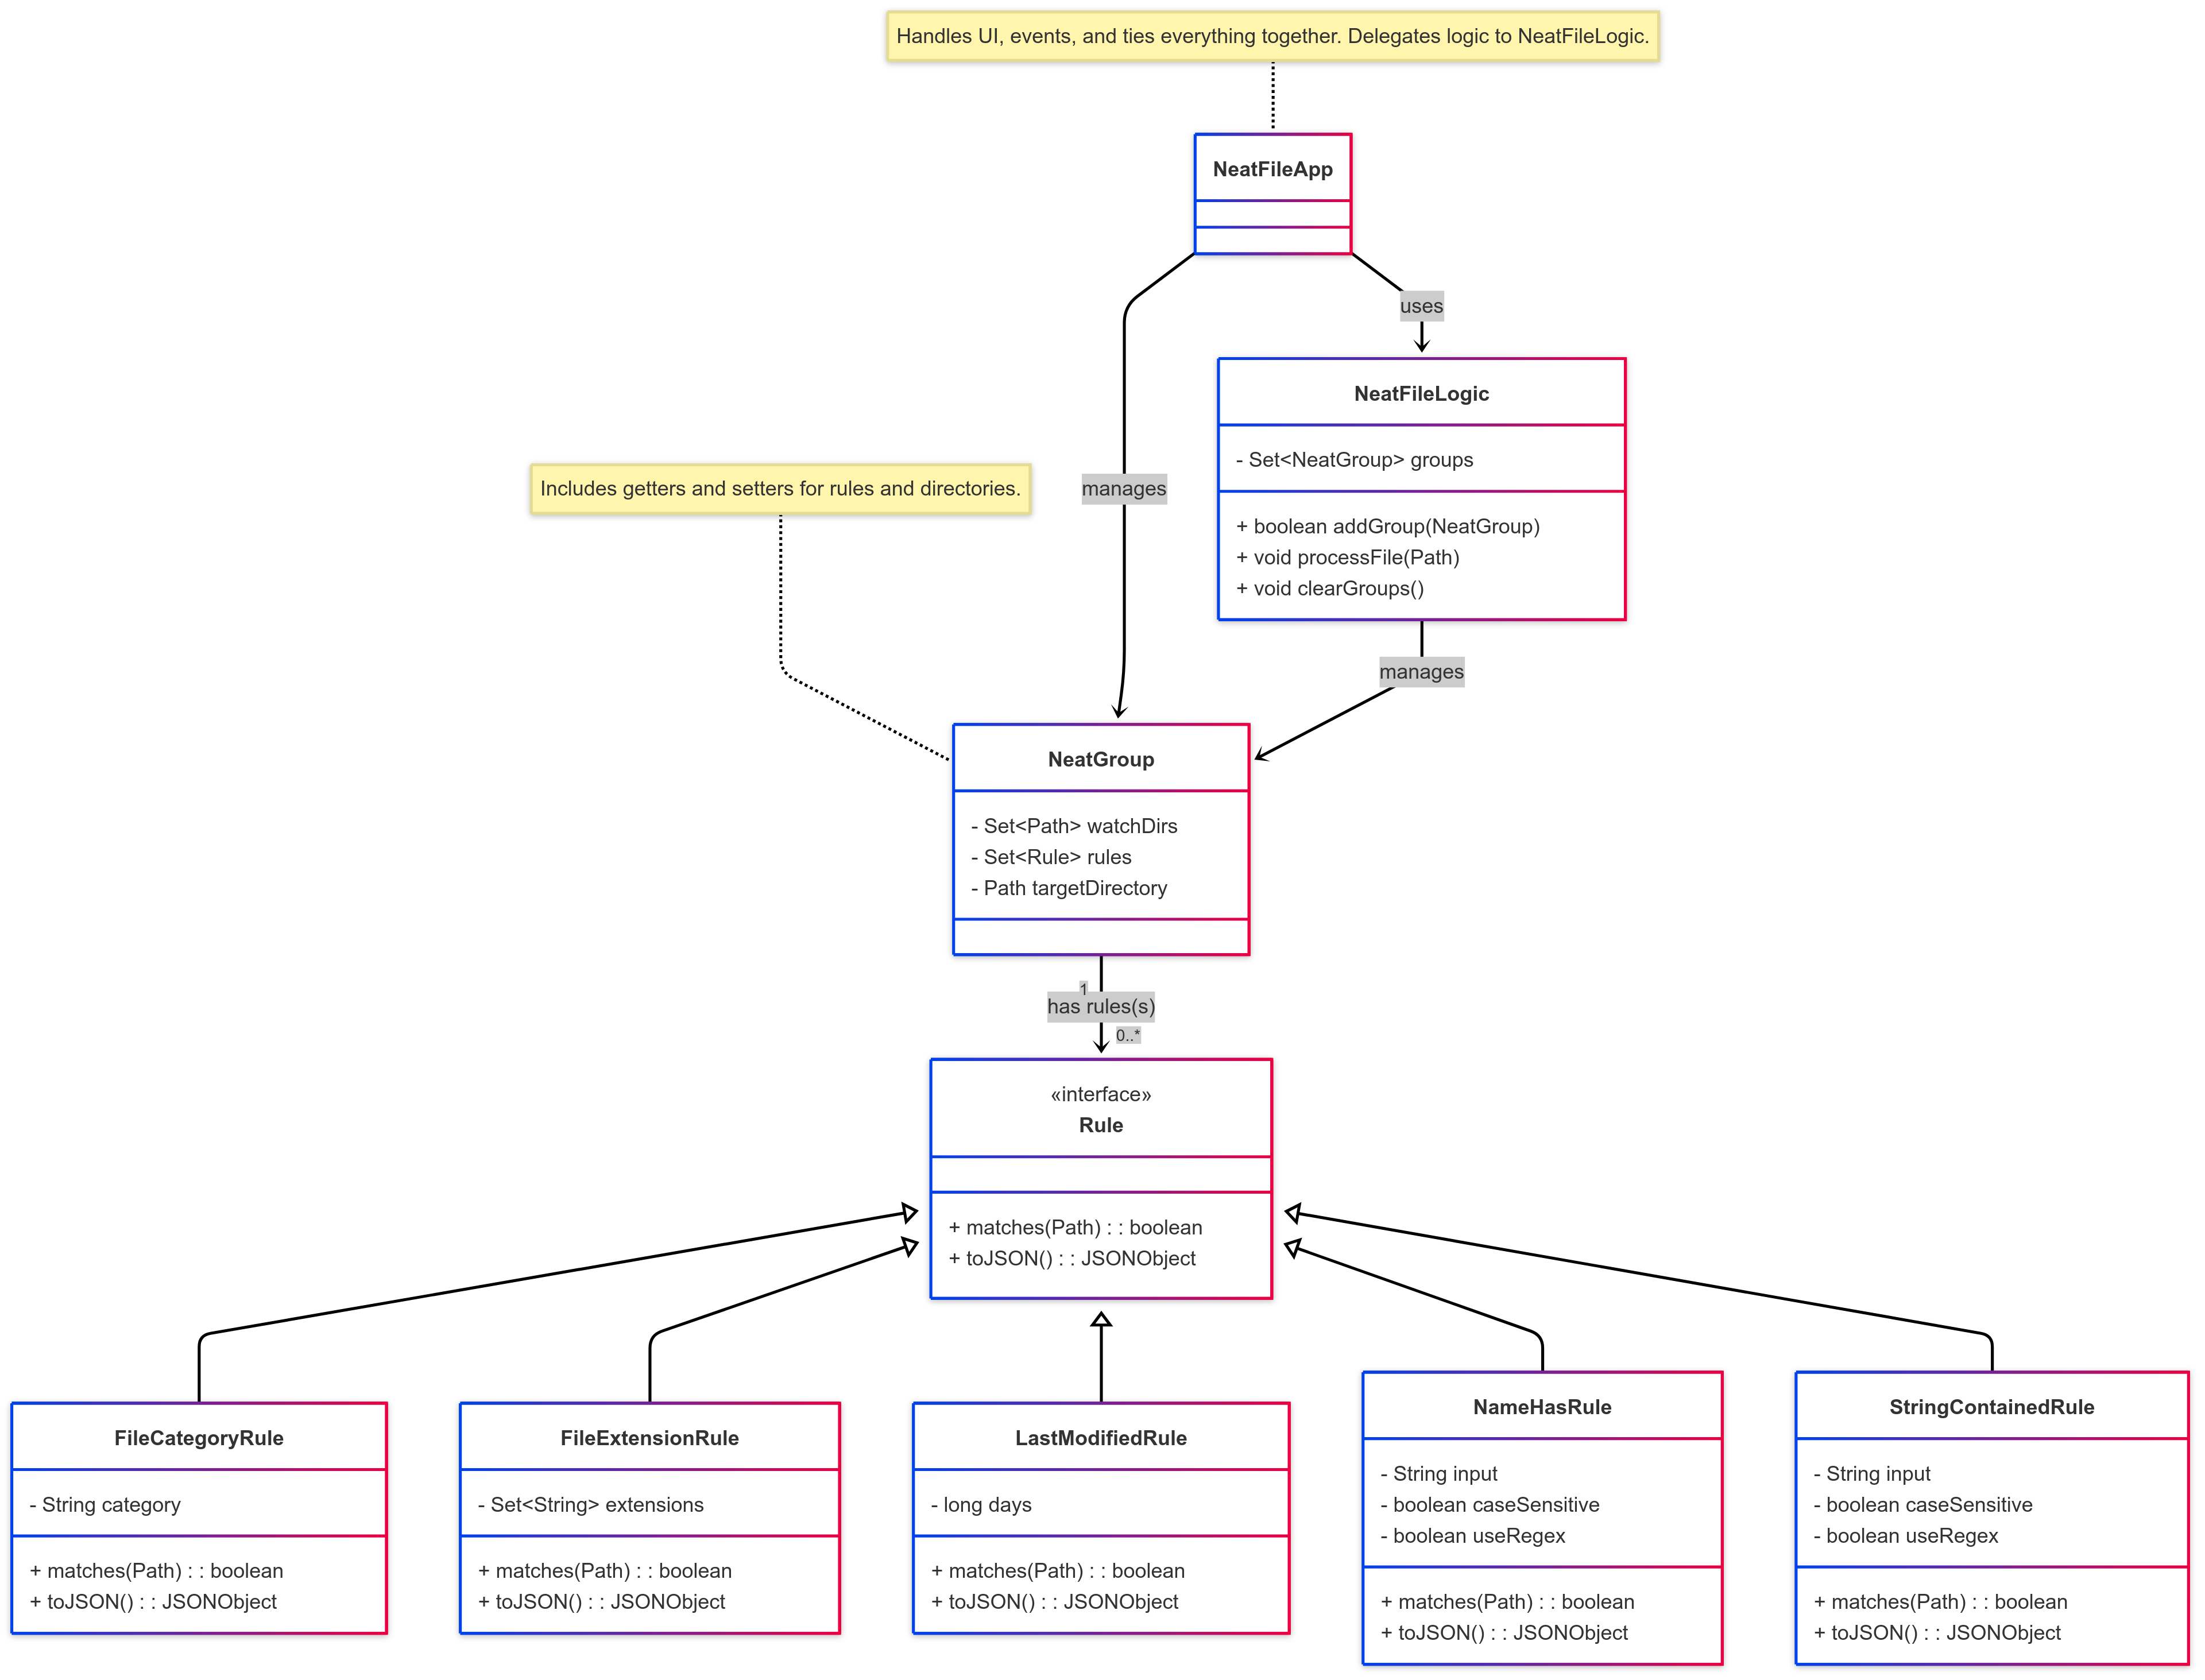 Handles UI, events, and ties everything together. Delegates logic to NeatFileLogic.
NeatFileApp
uses
NeatFileLogic
- Set<NeatGroup> groups
+ boolean addGroup(NeatGroup)
+ void processFile(Path)
+ void clearGroups()
Includes getters and setters for rules and directories.
manages
manages
NeatGroup
- Set<Path> watchDirs
- Set<Rule> rules
- Path targetDirectory
1
has rules(s)
0..*
«interface»
Rule
+ matches(Path) : : boolean
+ toJSON() : : JSONObject
FileCategoryRule
- String category
+ matches(Path) : : boolean
+ toJSON() : : JSONObject
FileExtensionRule
- Set<String> extensions
+ matches(Path) : : boolean
+ toJSON() : : JSONObject
LastModifiedRule
- long days
+ matches(Path) : : boolean
+ toJSON() : : JSONObject
NameHasRule
- String input
- boolean caseSensitive
- boolean useRegex
+ matches(Path) : : boolean
+ toJSON() : : JSONObject
StringContainedRule
- String input
- boolean caseSensitive
- boolean useRegex
+ matches(Path) : : boolean
+ toJSON() : : JSONObject